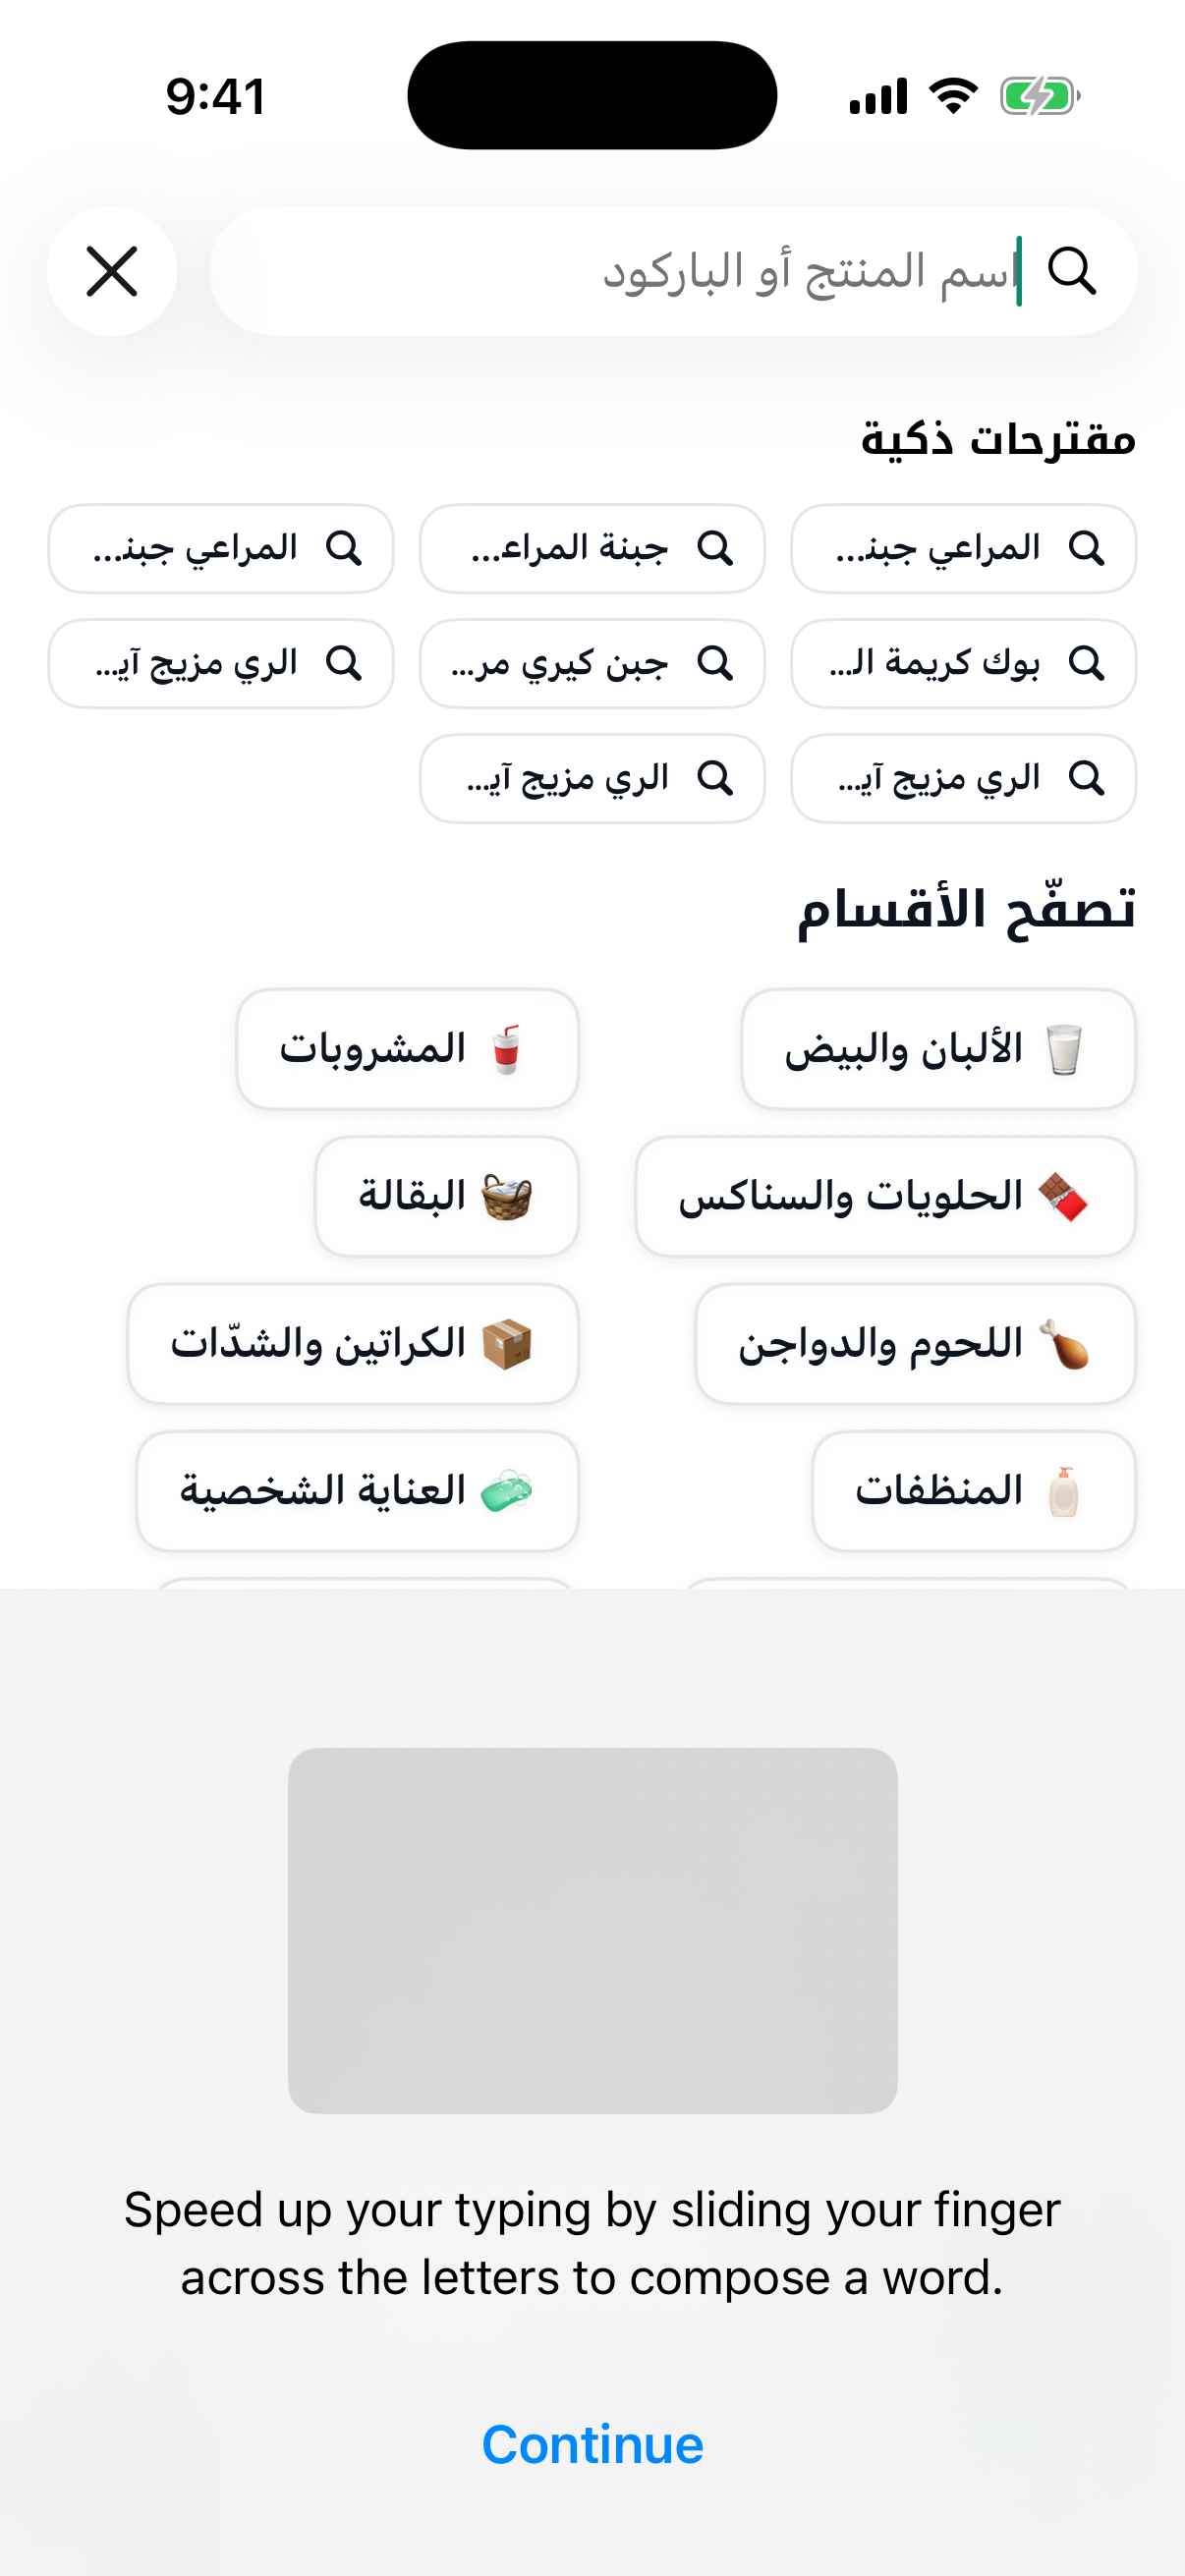 9:41
اسم المنتج أو الباركود
مقترحات ذكية
المراعي جبنـ...
جبنة المراعـ...
المراعي جبنـ...
بوك كريمة الـ...
جبن كيري مر...
الري مزيج آيـ...
الري مزيج آيـ...
الري مزيج آيـ...
تصفّح الأقسام
الألبان والبيض
المشروبات
الحلويات والسناكس
البقالة
اللحوم والدواجن
الكراتين والشدّات
المنظفات
العناية الشخصية
Speed up your typing by sliding your finger
across the letters to compose a word.
Continue